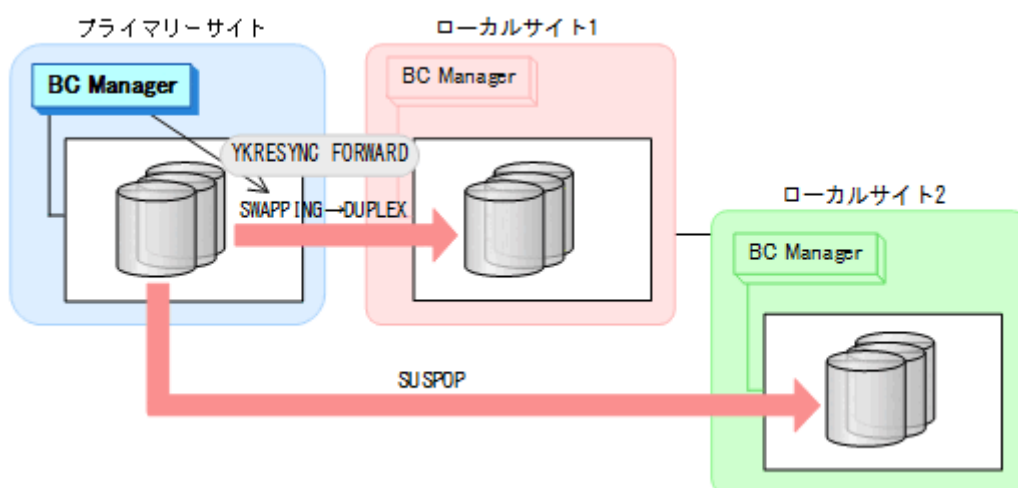 プライマリーサイト
ローカルサイト1
BC Manager
BC Manager
YKRESYNC FORWARD
SWAPPING→DUPLEX
ローカルサイト2
BC Manager
SUSPOP